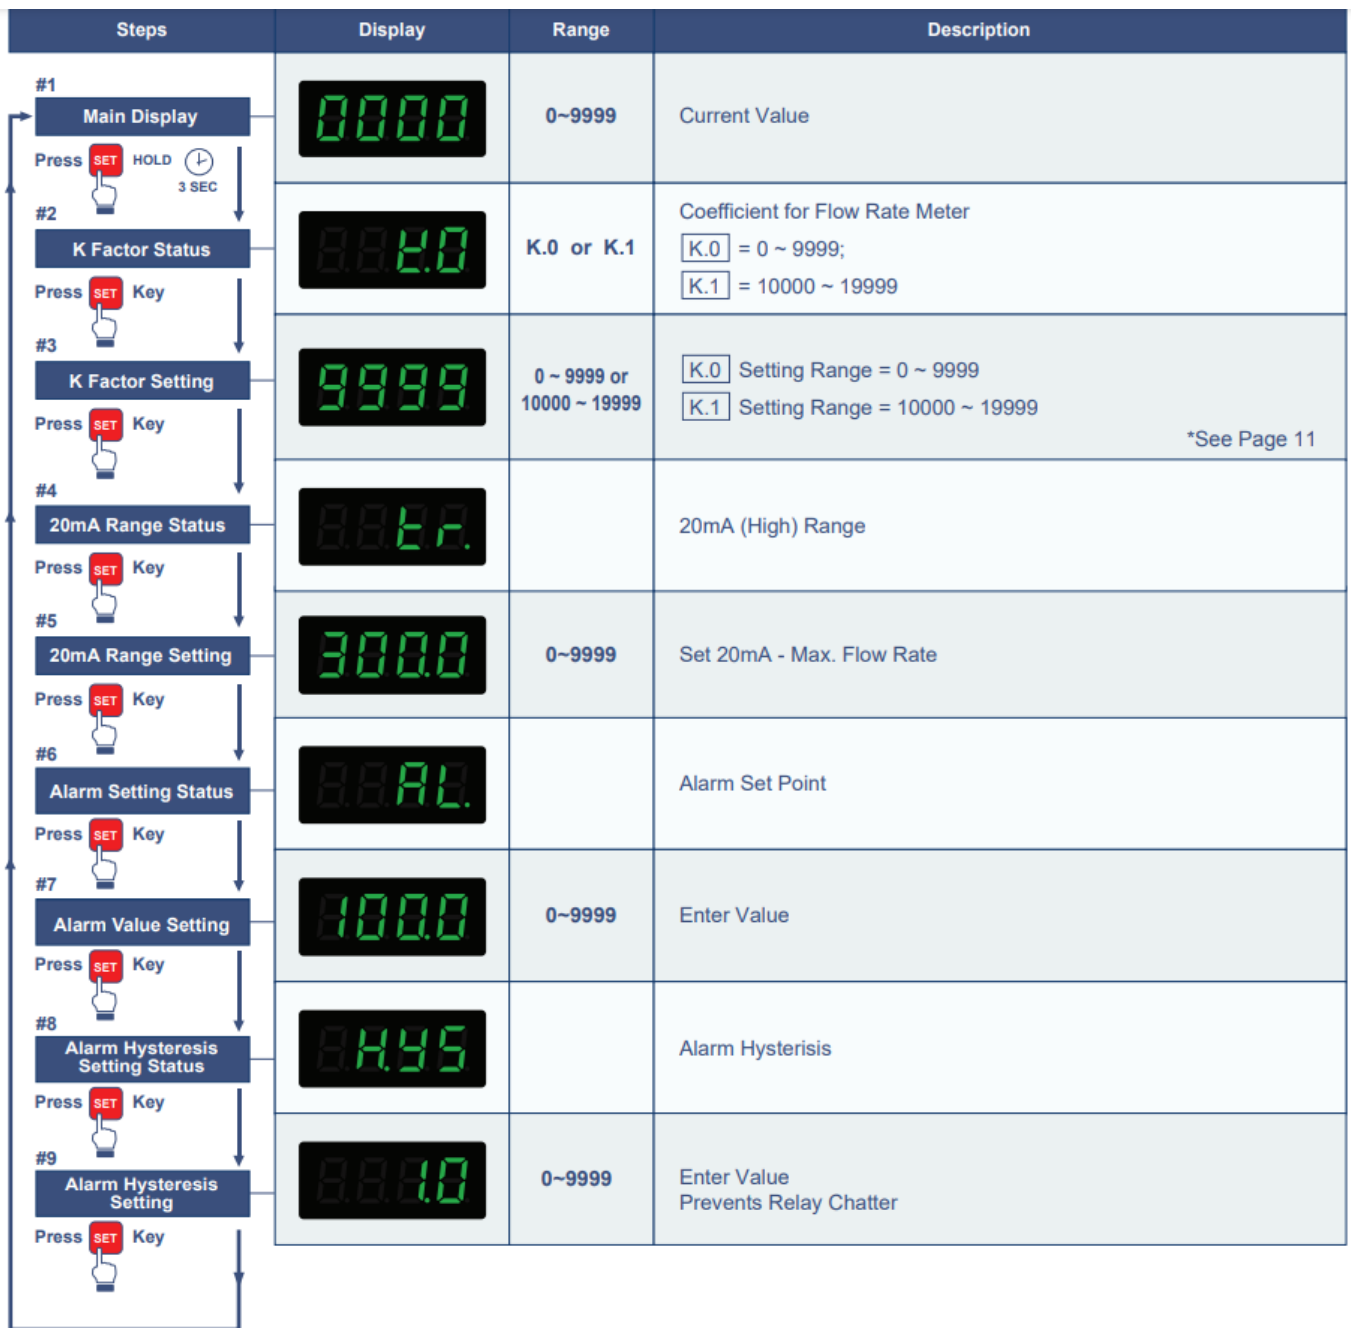 Steps Display Range Description
#1
Main Display
0000
0~9999
Current Value
Press SET HOLD
3 SEC
#2
K Factor Status
K.0
K.0 or K.1
Coefficient for Flow Rate Meter
K.0 = 0 ~ 9999;
K.1 = 10000 ~ 19999
Press SET Key
#3
K Factor Setting
9999
0 ~ 9999 or
10000 ~ 19999
K.0 Setting Range = 0 ~ 9999
K.1 Setting Range = 10000 ~ 19999
*See Page 11
Press SET Key
#4
20mA Range Status
tr.
20mA (High) Range
Press SET Key
#5
20mA Range Setting
300.0
0~9999
Set 20mA - Max. Flow Rate
Press SET Key
#6
Alarm Setting Status
AL.
Alarm Set Point
Press SET Key
#7
Alarm Value Setting
100.0
0~9999
Enter Value
Press SET Key
#8
Alarm Hysteresis
Setting Status
H.YS
Alarm Hysterisis
Press SET Key
#9
Alarm Hysteresis
Setting
1.0
0~9999
Enter Value
Prevents Relay Chatter
Press SET Key